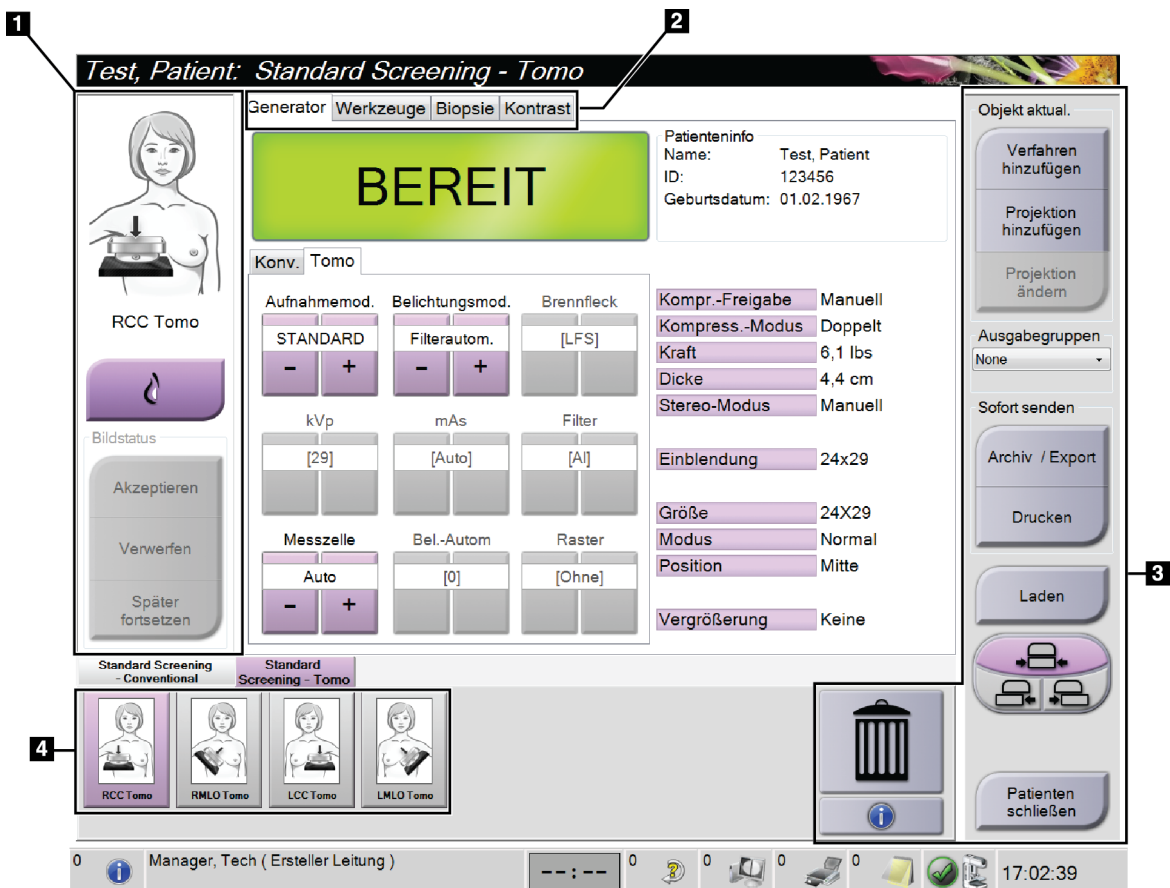 1
2
Test, Patient: Standard Screening - Tomo
RCC Tomo
Bildstatus
Akzeptieren
Verwerfen
Später
fortsetzen
Generator Werkzeuge Biopsie Kontrast
BEREIT
Patienteninfo
Name: Test, Patient
ID: 123456
Geburtsdatum: 01.02.1967
Konv. Tomo
Aufnahmemod. Belichtungsmod. Brennfleck
STANDARD Filterautom. [LFS]
- + - +
kVp mAs Filter
[29] [Auto] [Al]
Messzelle Bel.-Autom Raster
Auto [0] [Ohne]
- +
Kompr.-Freigabe Manuell
Kompress.-Modus Doppelt
Kraft 6,1 lbs
Dicke 4,4 cm
Stereo-Modus Manuell
Einblendung 24x29
Größe 24X29
Modus Normal
Position Mitte
Vergrößerung Keine
Objekt aktual.
Verfahren
hinzufügen
Projektion
hinzufügen
Projektion
ändern
Ausgabegruppen
None
Sofort senden
Archiv / Export
Drucken
3
Laden
Patienten
schließen
Standard Screening
- Conventional
Standard
Screening - Tomo
4
RCC Tomo RMLO Tomo LCC Tomo LMLO Tomo
0 Manager, Tech ( Ersteller Leitung ) --:-- 0 0 0 0 17:02:39